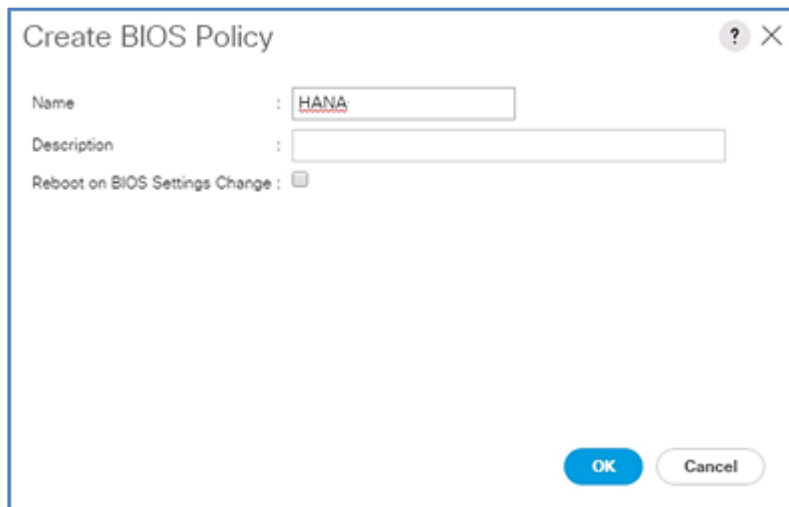 Create BIOS Policy ?
Name : HANA
Description :
Reboot on BIOS Settings Change :
OK Cancel